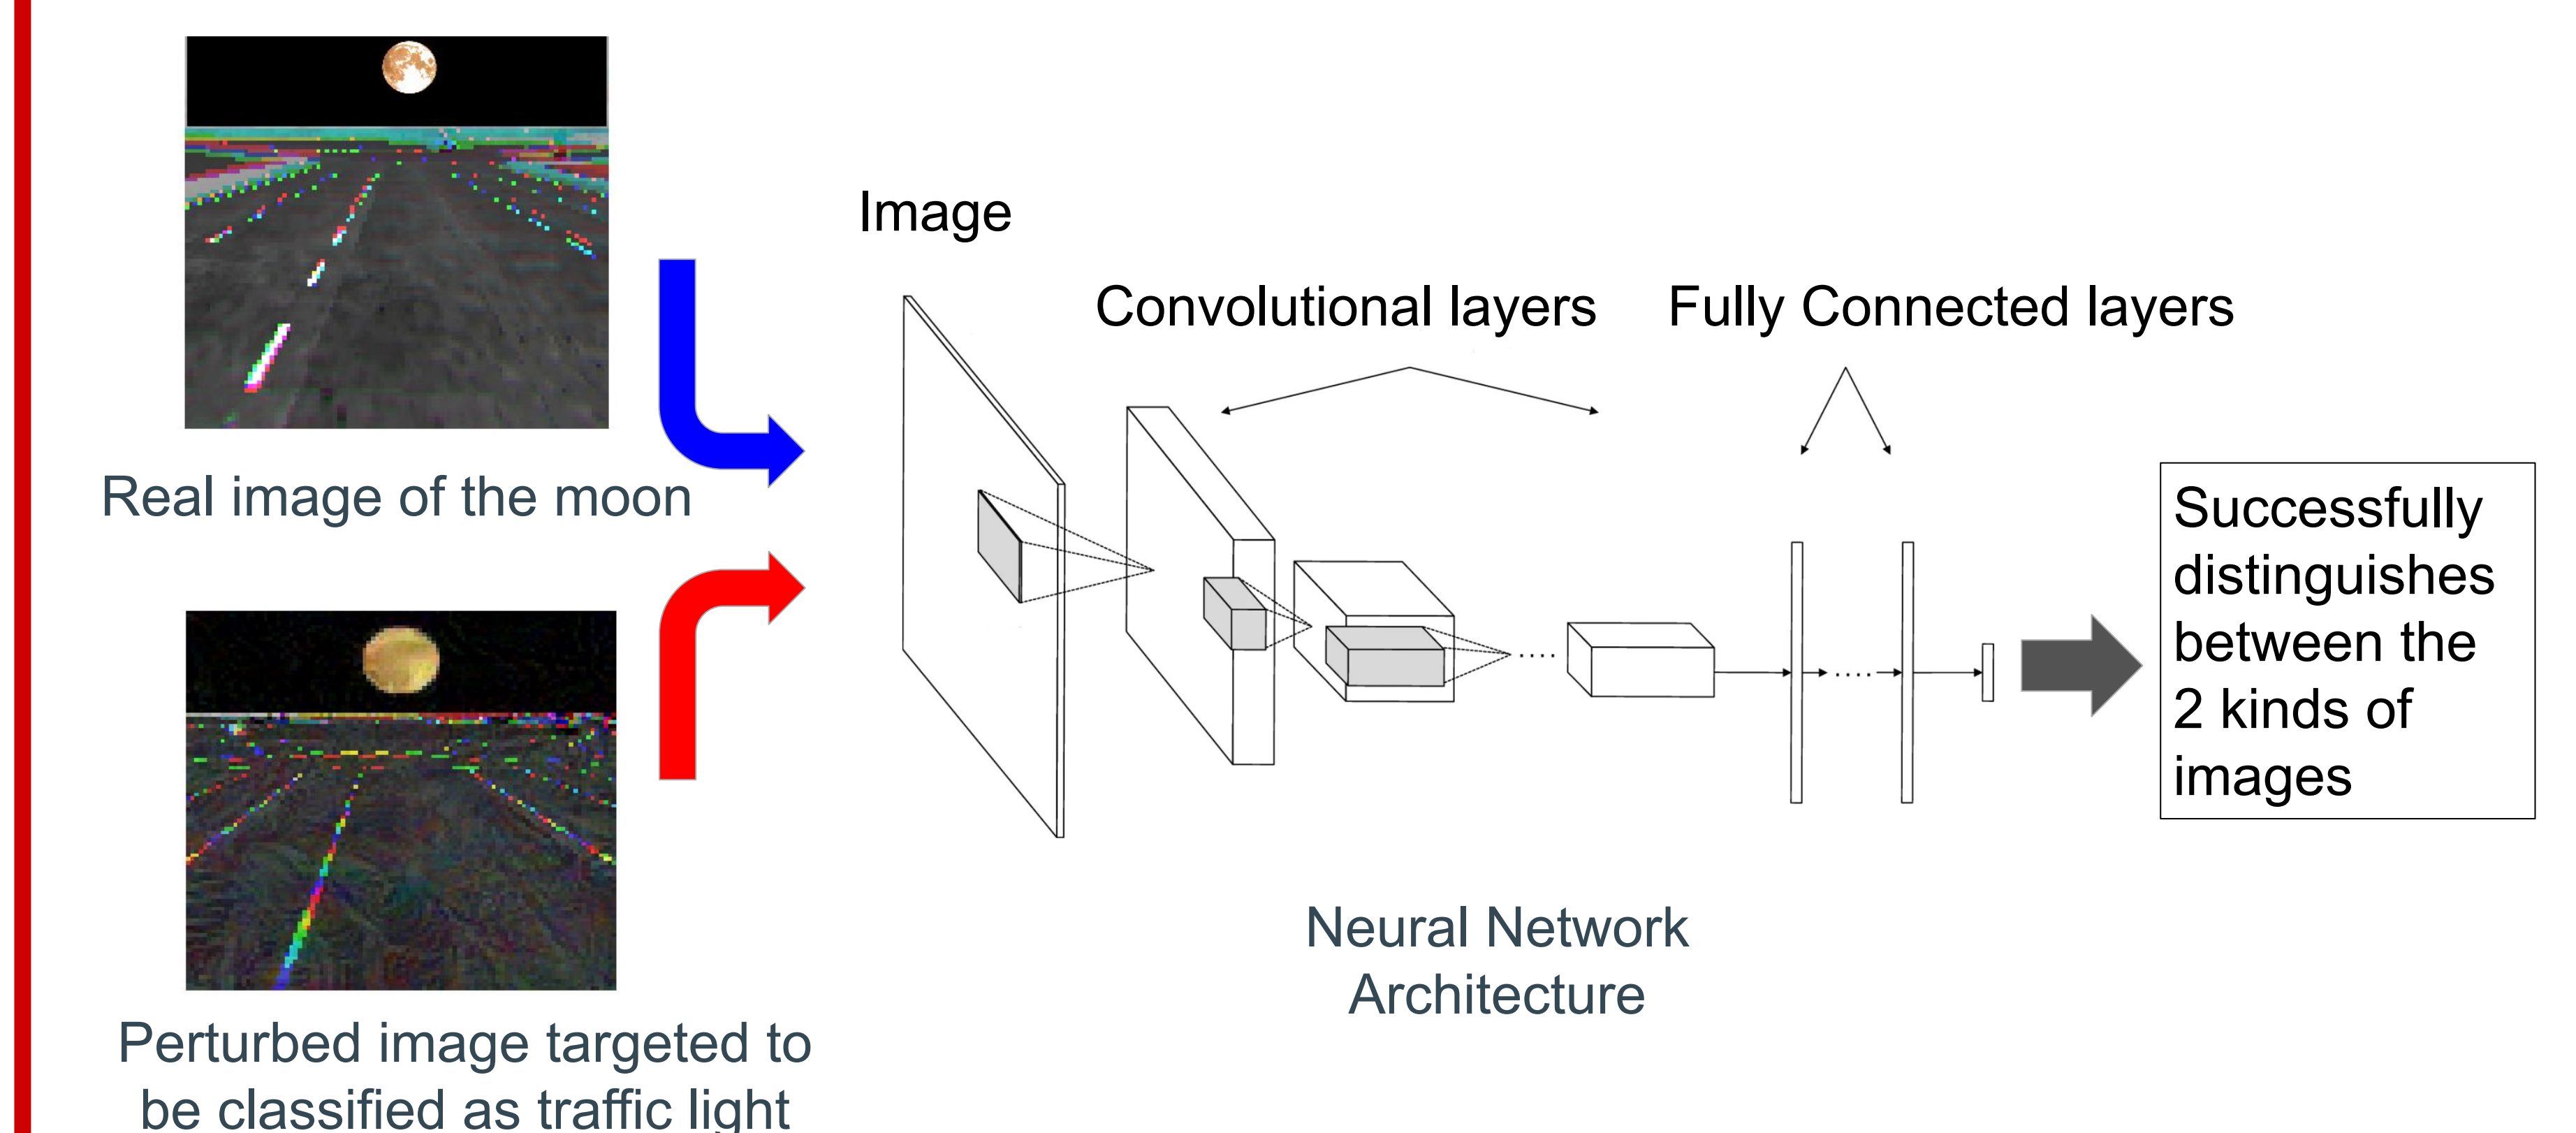 Real image of the moon
Perturbed image targeted to
be classified as traffic light
Image
Convolutional layers
Fully Connected layers
Neural Network
Architecture
Successfully
distinguishes
between the
2 kinds of
images